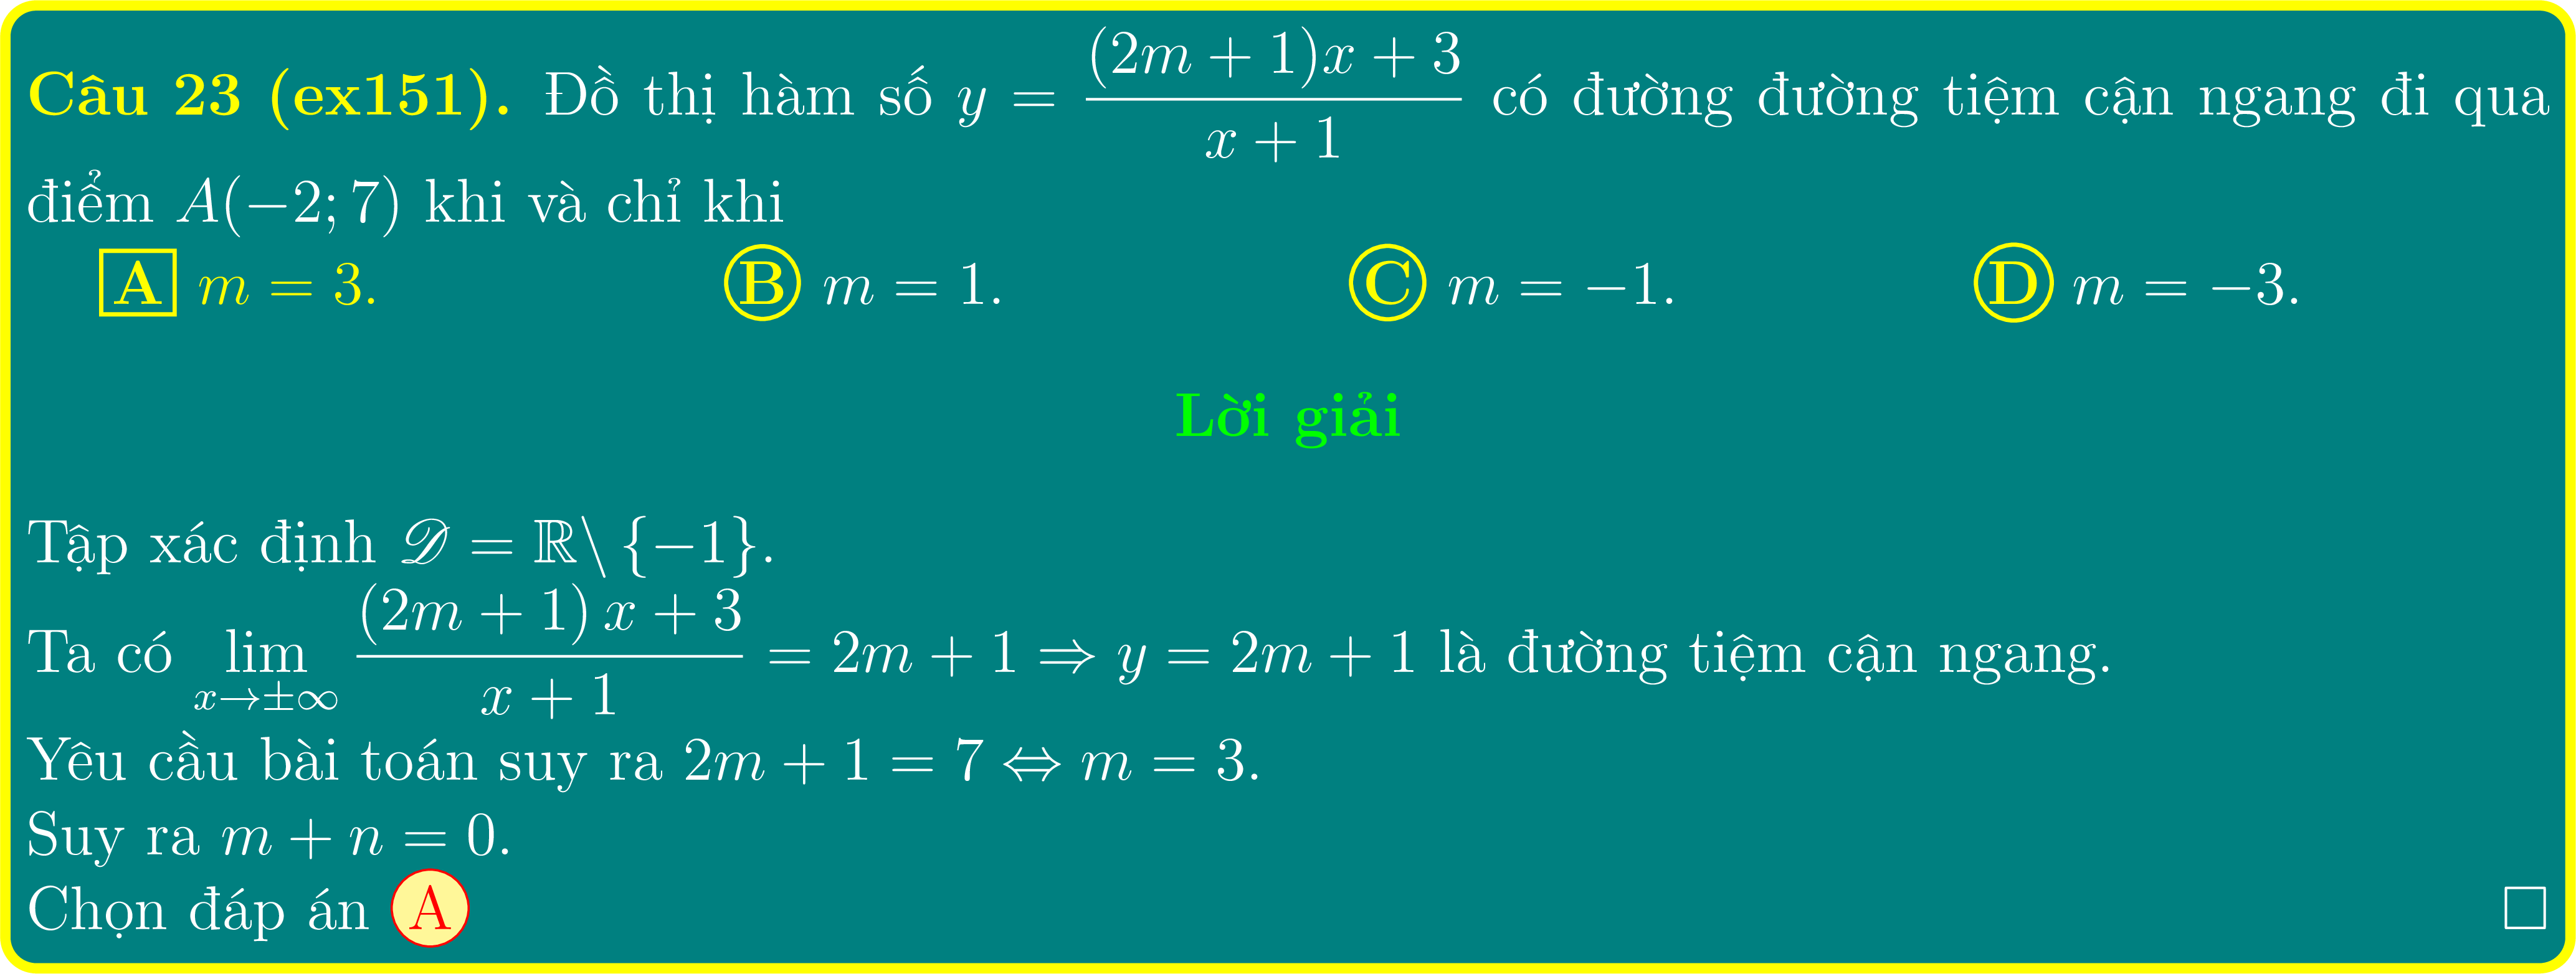 Câu 23 (ex151). Đồ thị hàm số $y = \dfrac{(2m+1)x+3}{x+1}$ có đường đường tiệm cận ngang đi qua
điểm $A(-2;7)$ khi và chỉ khi
A $m = 3$. B $m = 1$. C $m = -1$. D $m = -3$.
Lời giải
Tập xác định $\mathscr{D} = \mathbb{R} \backslash \{-1\}$.
Ta có $\lim\limits_{x \to \pm\infty} \dfrac{(2m+1)x+3}{x+1} = 2m+1 \Rightarrow y = 2m+1$ là đường tiệm cận ngang.
Yêu cầu bài toán suy ra $2m+1 = 7 \Leftrightarrow m = 3$.
Suy ra $m + n = 0$.
Chọn đáp án A □